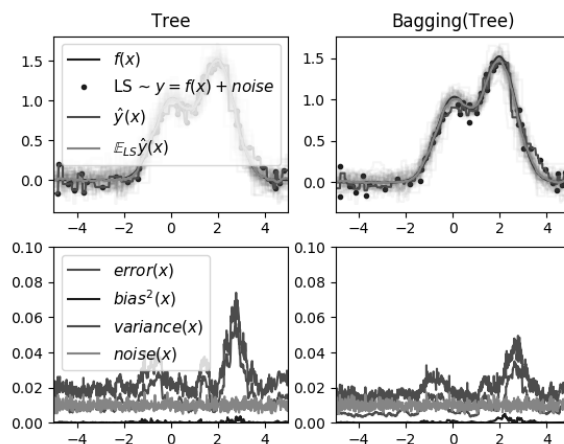 Tree
Bagging(Tree)
1.5
1.0
0.5
0.0
f(x)
LS ~ y = f(x) + noise
ŷ(x)
𝔼_LS ŷ(x)
−4 −2 0 2 4
1.5
1.0
0.5
0.0
−4 −2 0 2 4
0.10
0.08
0.06
0.04
0.02
0.00
error(x)
bias²(x)
variance(x)
noise(x)
−4 −2 0 2 4
0.10
0.08
0.06
0.04
0.02
0.00
−4 −2 0 2 4